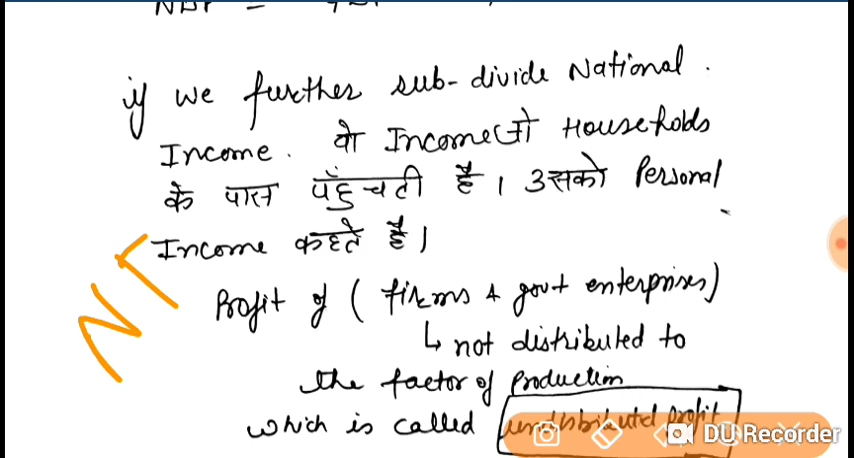 if we further sub-divide National
Income. वो Income जो Households
के पास पहुँचती है। उसको Personal
Income कहते है।
NI
Profit of ( firms & govt enterprises)
↳ not distributed to
the factor of Production
which is called undistributed profit
DU Recorder